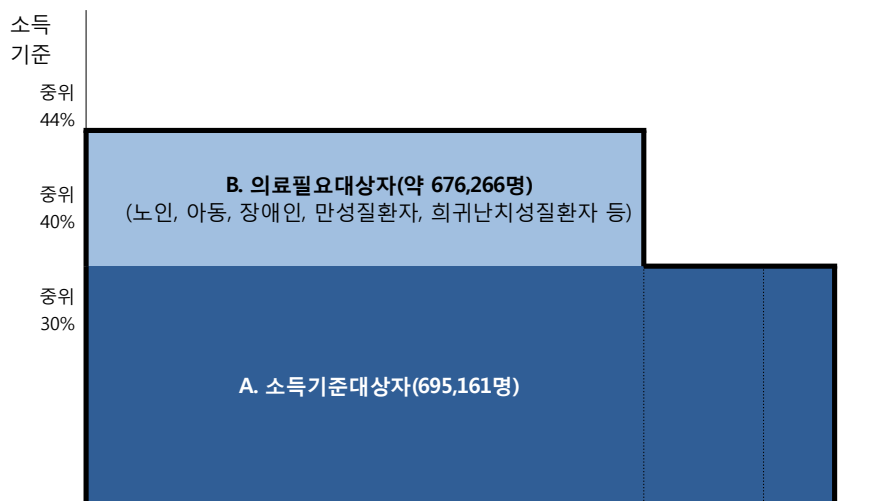 소득
기준
중위
44%
B. 의료필요대상자(약 676,266명)
(노인, 아동, 장애인, 만성질환자, 희귀난치성질환자 등)
중위
40%
중위
30%
A. 소득기준대상자(695,161명)